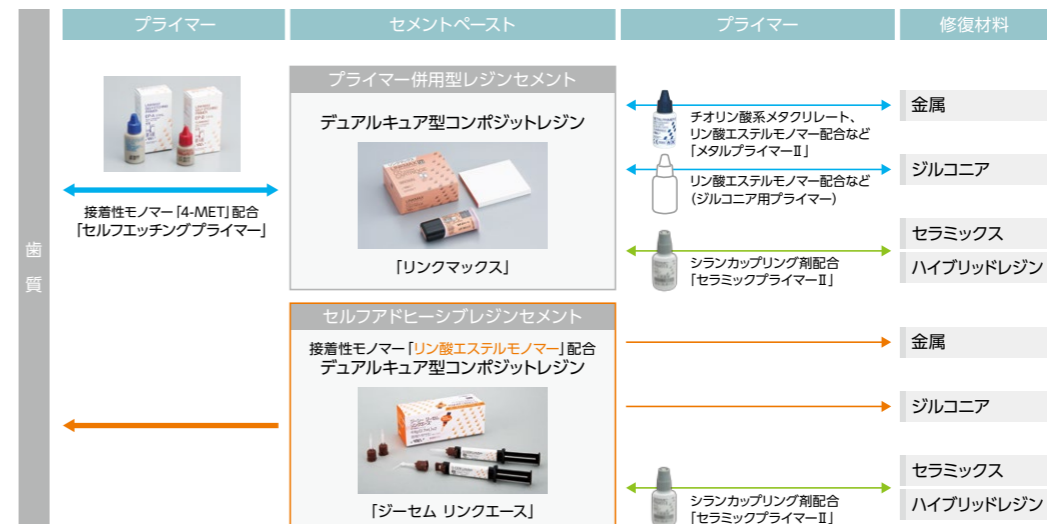 プライマー
セメントペースト
プライマー
修復材料
歯質
接着性モノマー「4-MET」配合
「セルフエッチングプライマー」
プライマー併用型レジンセメント
デュアルキュア型コンポジットレジン
「リンクマックス」
チオリン酸系メタクリレート、
リン酸エステルモノマー配合など
「メタルプライマーⅡ」
金属
リン酸エステルモノマー配合など
(ジルコニア用プライマー)
ジルコニア
シランカップリング剤配合
「セラミックプライマーⅡ」
セラミックス
ハイブリッドレジン
セルフアドヒーシブレジンセメント
接着性モノマー「リン酸エステルモノマー」配合
デュアルキュア型コンポジットレジン
「ジーセム リンクエース」
金属
ジルコニア
シランカップリング剤配合
「セラミックプライマーⅡ」
セラミックス
ハイブリッドレジン